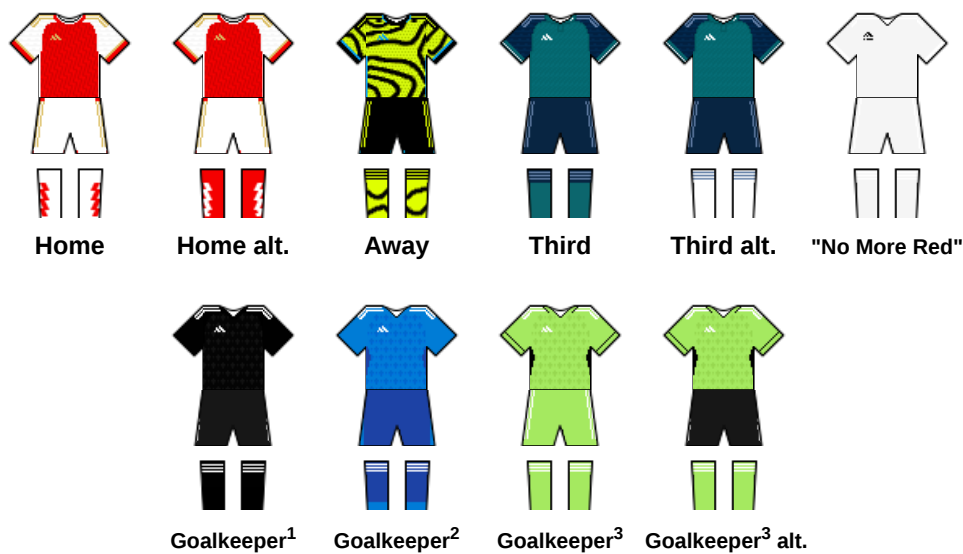 Home
Home alt.
Away
Third
Third alt.
"No More Red"
Goalkeeper¹
Goalkeeper²
Goalkeeper³
Goalkeeper³ alt.